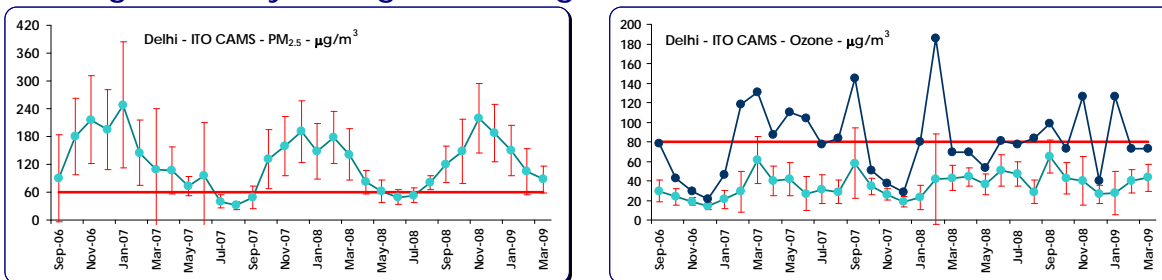 Delhi - ITO CAMS - PM2.5 - µg/m3
420
360
300
240
180
120
60
0
Sep-06
Nov-06
Jan-07
Mar-07
May-07
Jul-07
Sep-07
Nov-07
Jan-08
Mar-08
May-08
Jul-08
Sep-08
Nov-08
Jan-09
Mar-09
Delhi - ITO CAMS - Ozone - µg/m3
200
180
160
140
120
100
80
60
40
20
0
Sep-06
Nov-06
Jan-07
Mar-07
May-07
Jul-07
Sep-07
Nov-07
Jan-08
Mar-08
May-08
Jul-08
Sep-08
Nov-08
Jan-09
Mar-09